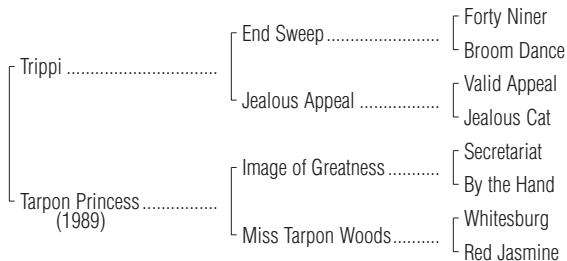 Forty Niner
End Sweep........................
Broom Dance
Trippi ................................
Valid Appeal
Jealous Appeal .................
Jealous Cat
Secretariat
Image of Greatness...........
By the Hand
Tarpon Princess................
(1989)
Whitesburg
Miss Tarpon Woods..........
Red Jasmine